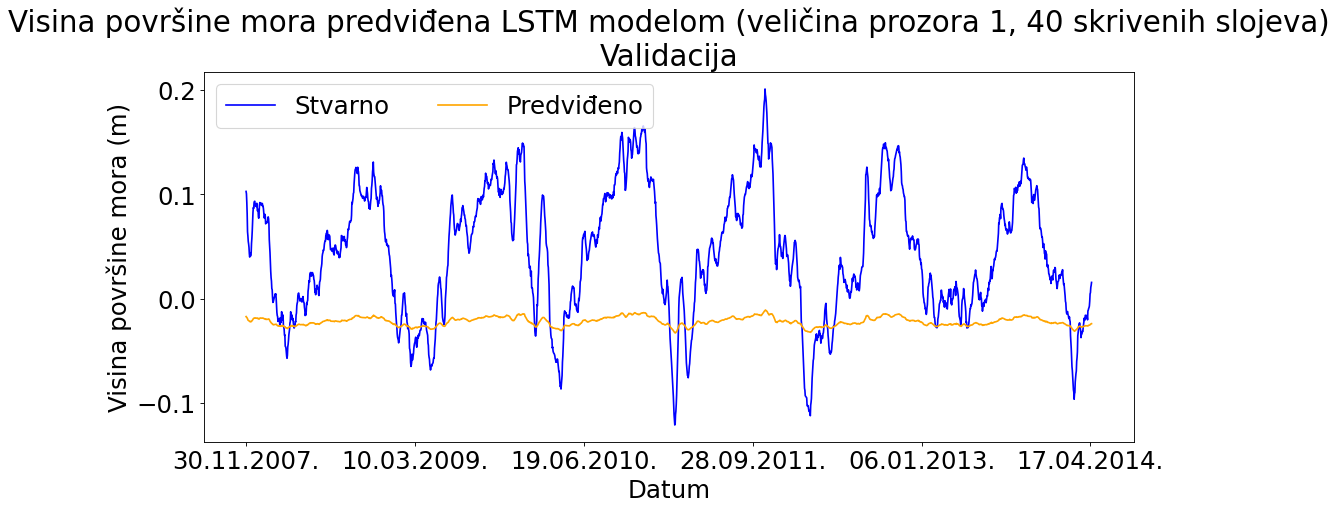 Visina površine mora predviđena LSTM modelom (veličina prozora 1, 40 skrivenih slojeva)
Validacija
Stvarno
Predviđeno
Visina površine mora (m)
0.2
0.1
0.0
−0.1
30.11.2007.
10.03.2009.
19.06.2010.
28.09.2011.
06.01.2013.
17.04.2014.
Datum